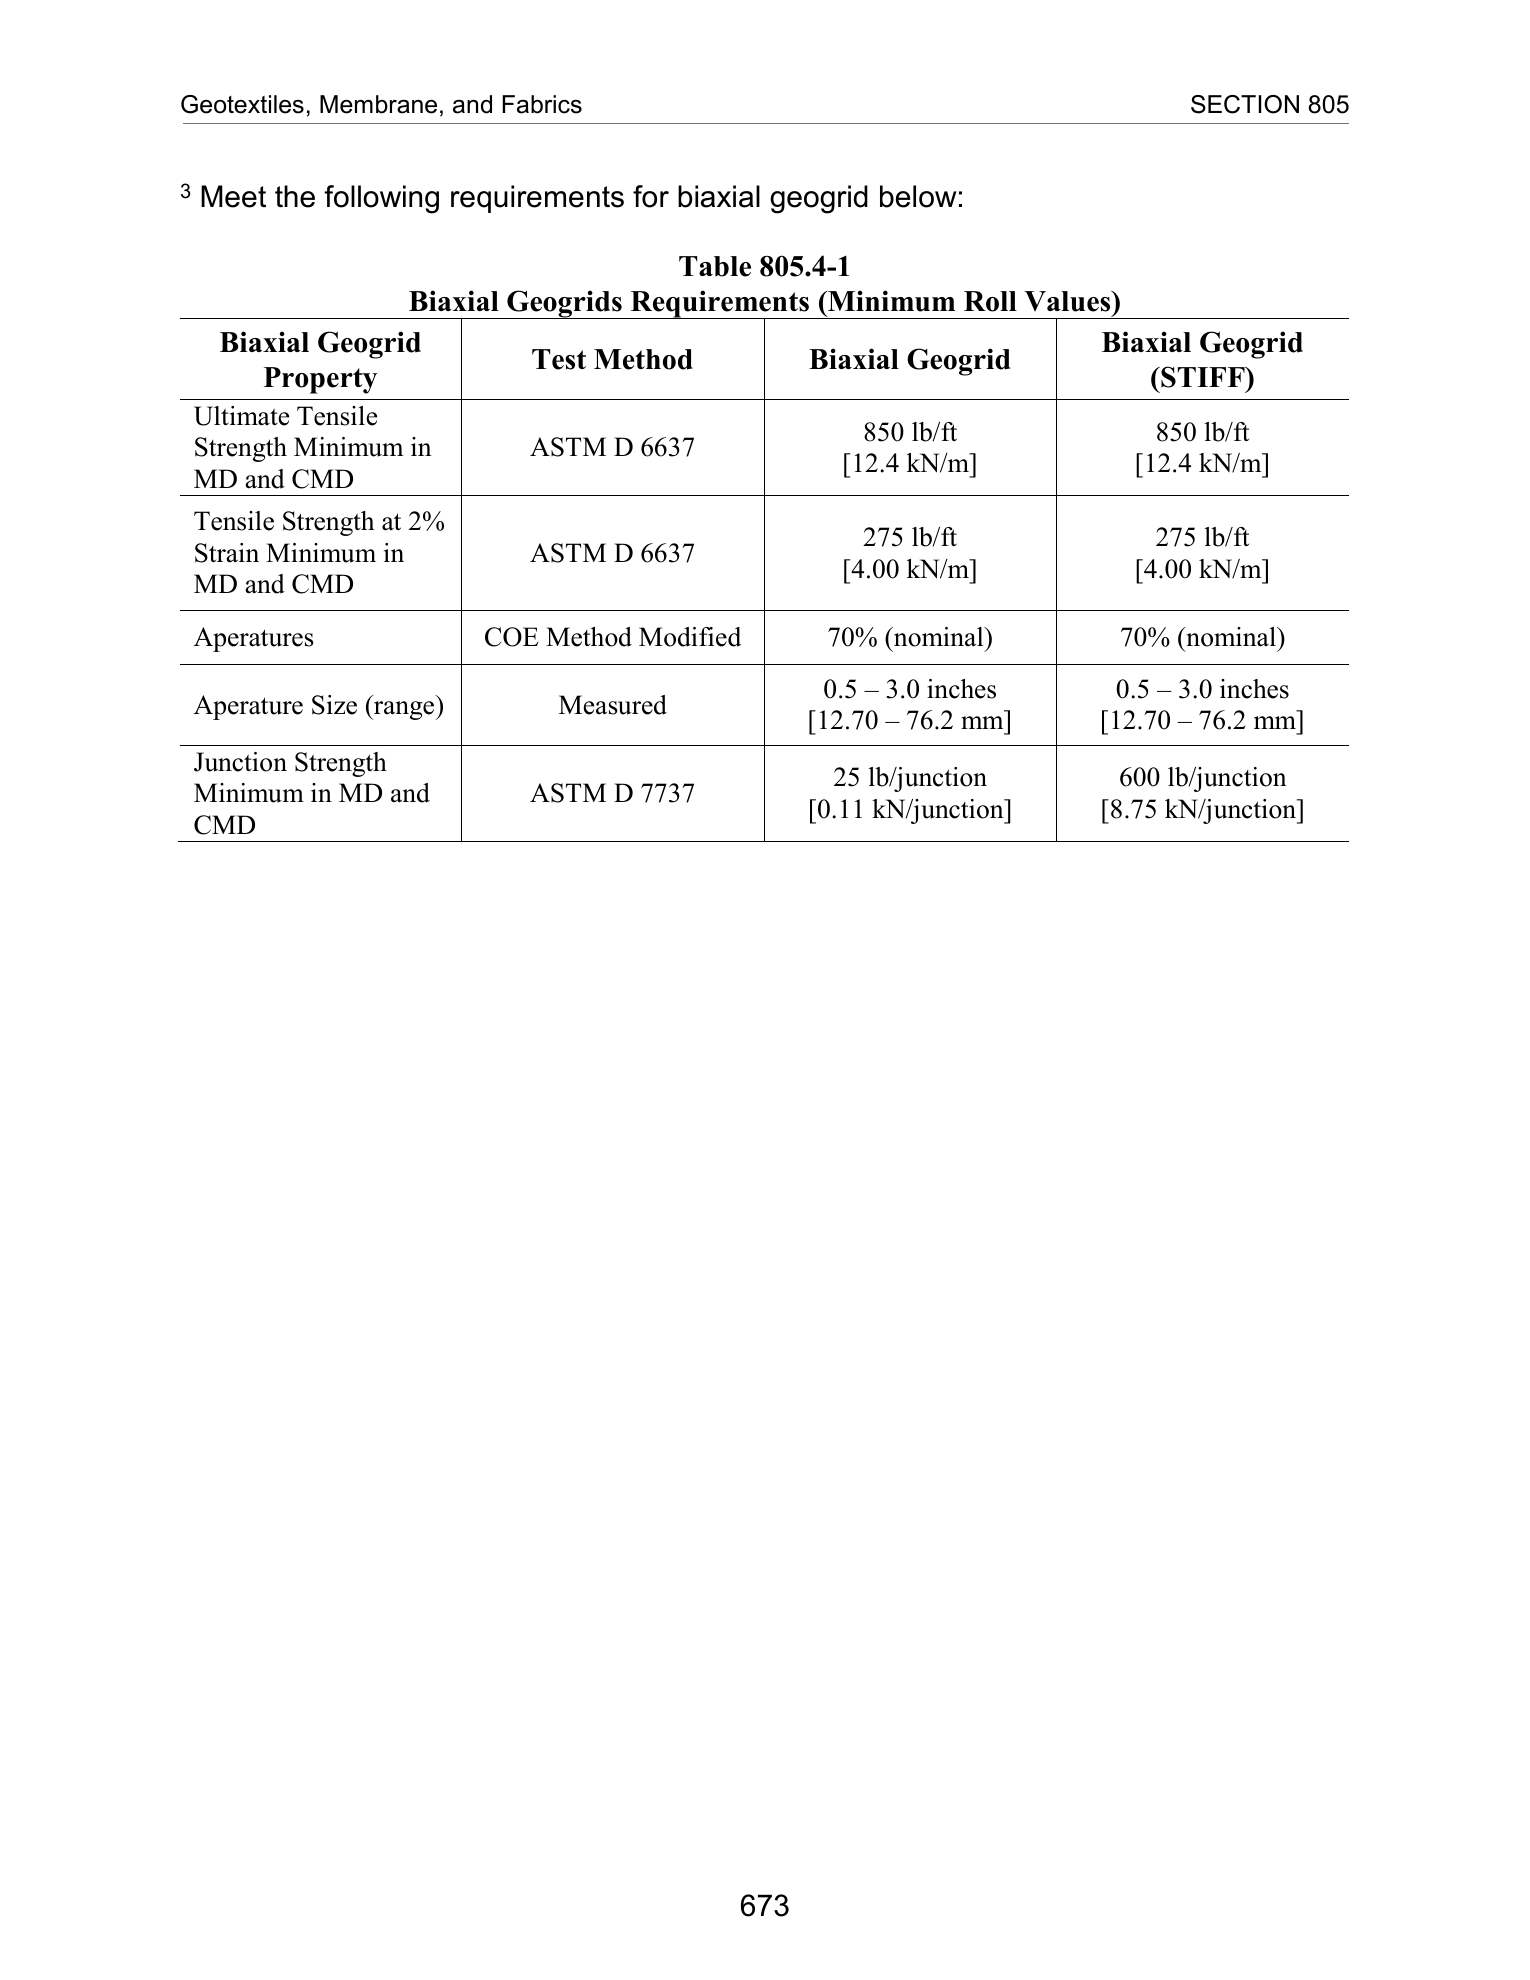 Geotextiles, Membrane, and Fabrics SECTION 805
3 Meet the following requirements for biaxial geogrid below:
Table 805.4-1
Biaxial Geogrids Requirements (Minimum Roll Values)
Biaxial Geogrid
Property
Test Method
Biaxial Geogrid
Biaxial Geogrid
(STIFF)
Ultimate Tensile
Strength Minimum in
MD and CMD
ASTM D 6637
850 lb/ft
[12.4 kN/m]
850 lb/ft
[12.4 kN/m]
Tensile Strength at 2%
Strain Minimum in
MD and CMD
ASTM D 6637
275 lb/ft
[4.00 kN/m]
275 lb/ft
[4.00 kN/m]
Aperatures
COE Method Modified
70% (nominal)
70% (nominal)
Aperature Size (range)
Measured
0.5 – 3.0 inches
[12.70 – 76.2 mm]
0.5 – 3.0 inches
[12.70 – 76.2 mm]
Junction Strength
Minimum in MD and
CMD
ASTM D 7737
25 lb/junction
[0.11 kN/junction]
600 lb/junction
[8.75 kN/junction]
673